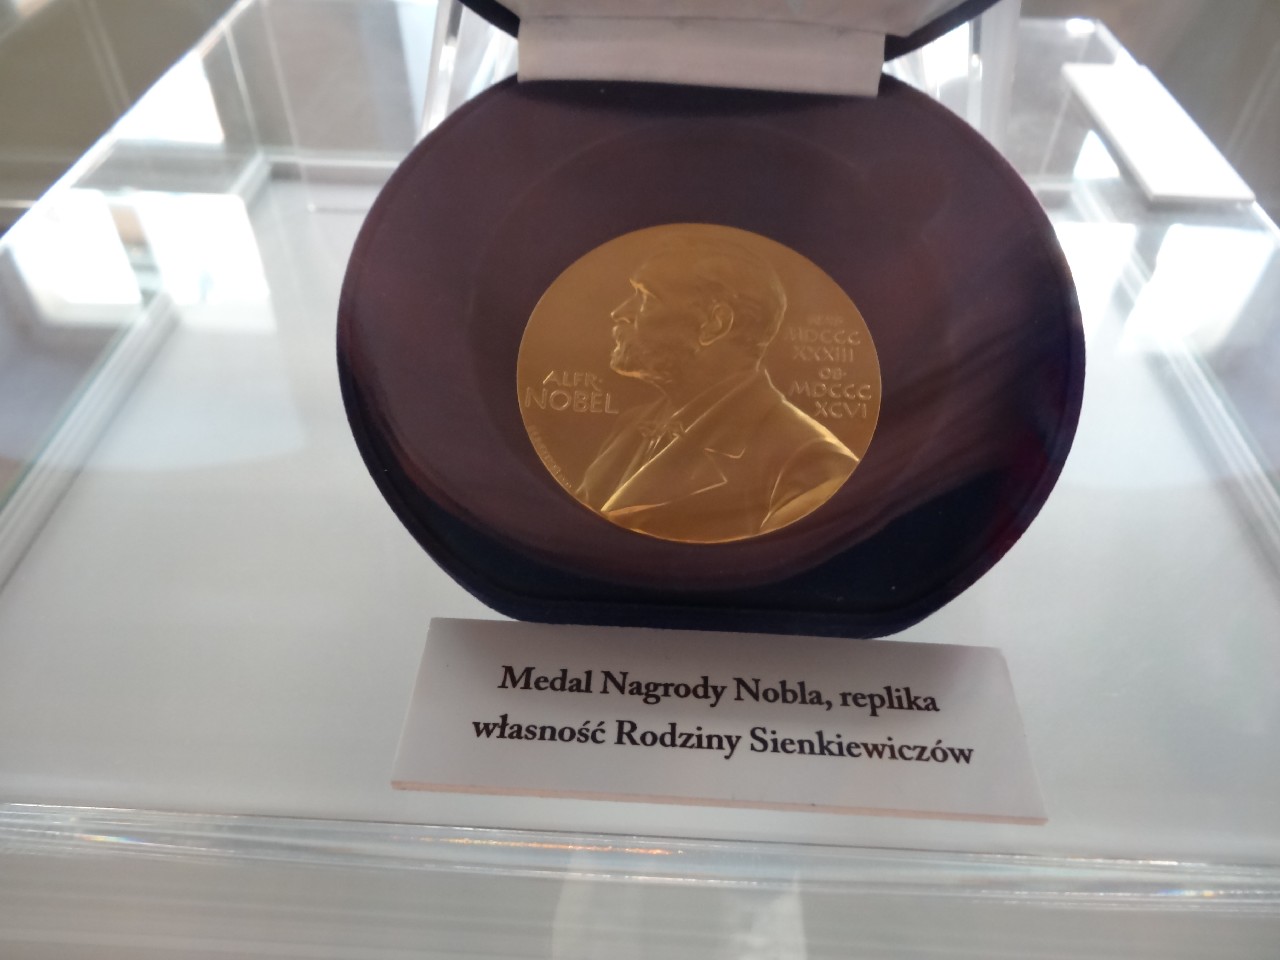 ALFR·
NOBEL
NAT·
MDCCC
XXXIII
OB·
MDCCC
XCVI
Medal Nagrody Nobla, replika
własność Rodziny Sienkiewiczów